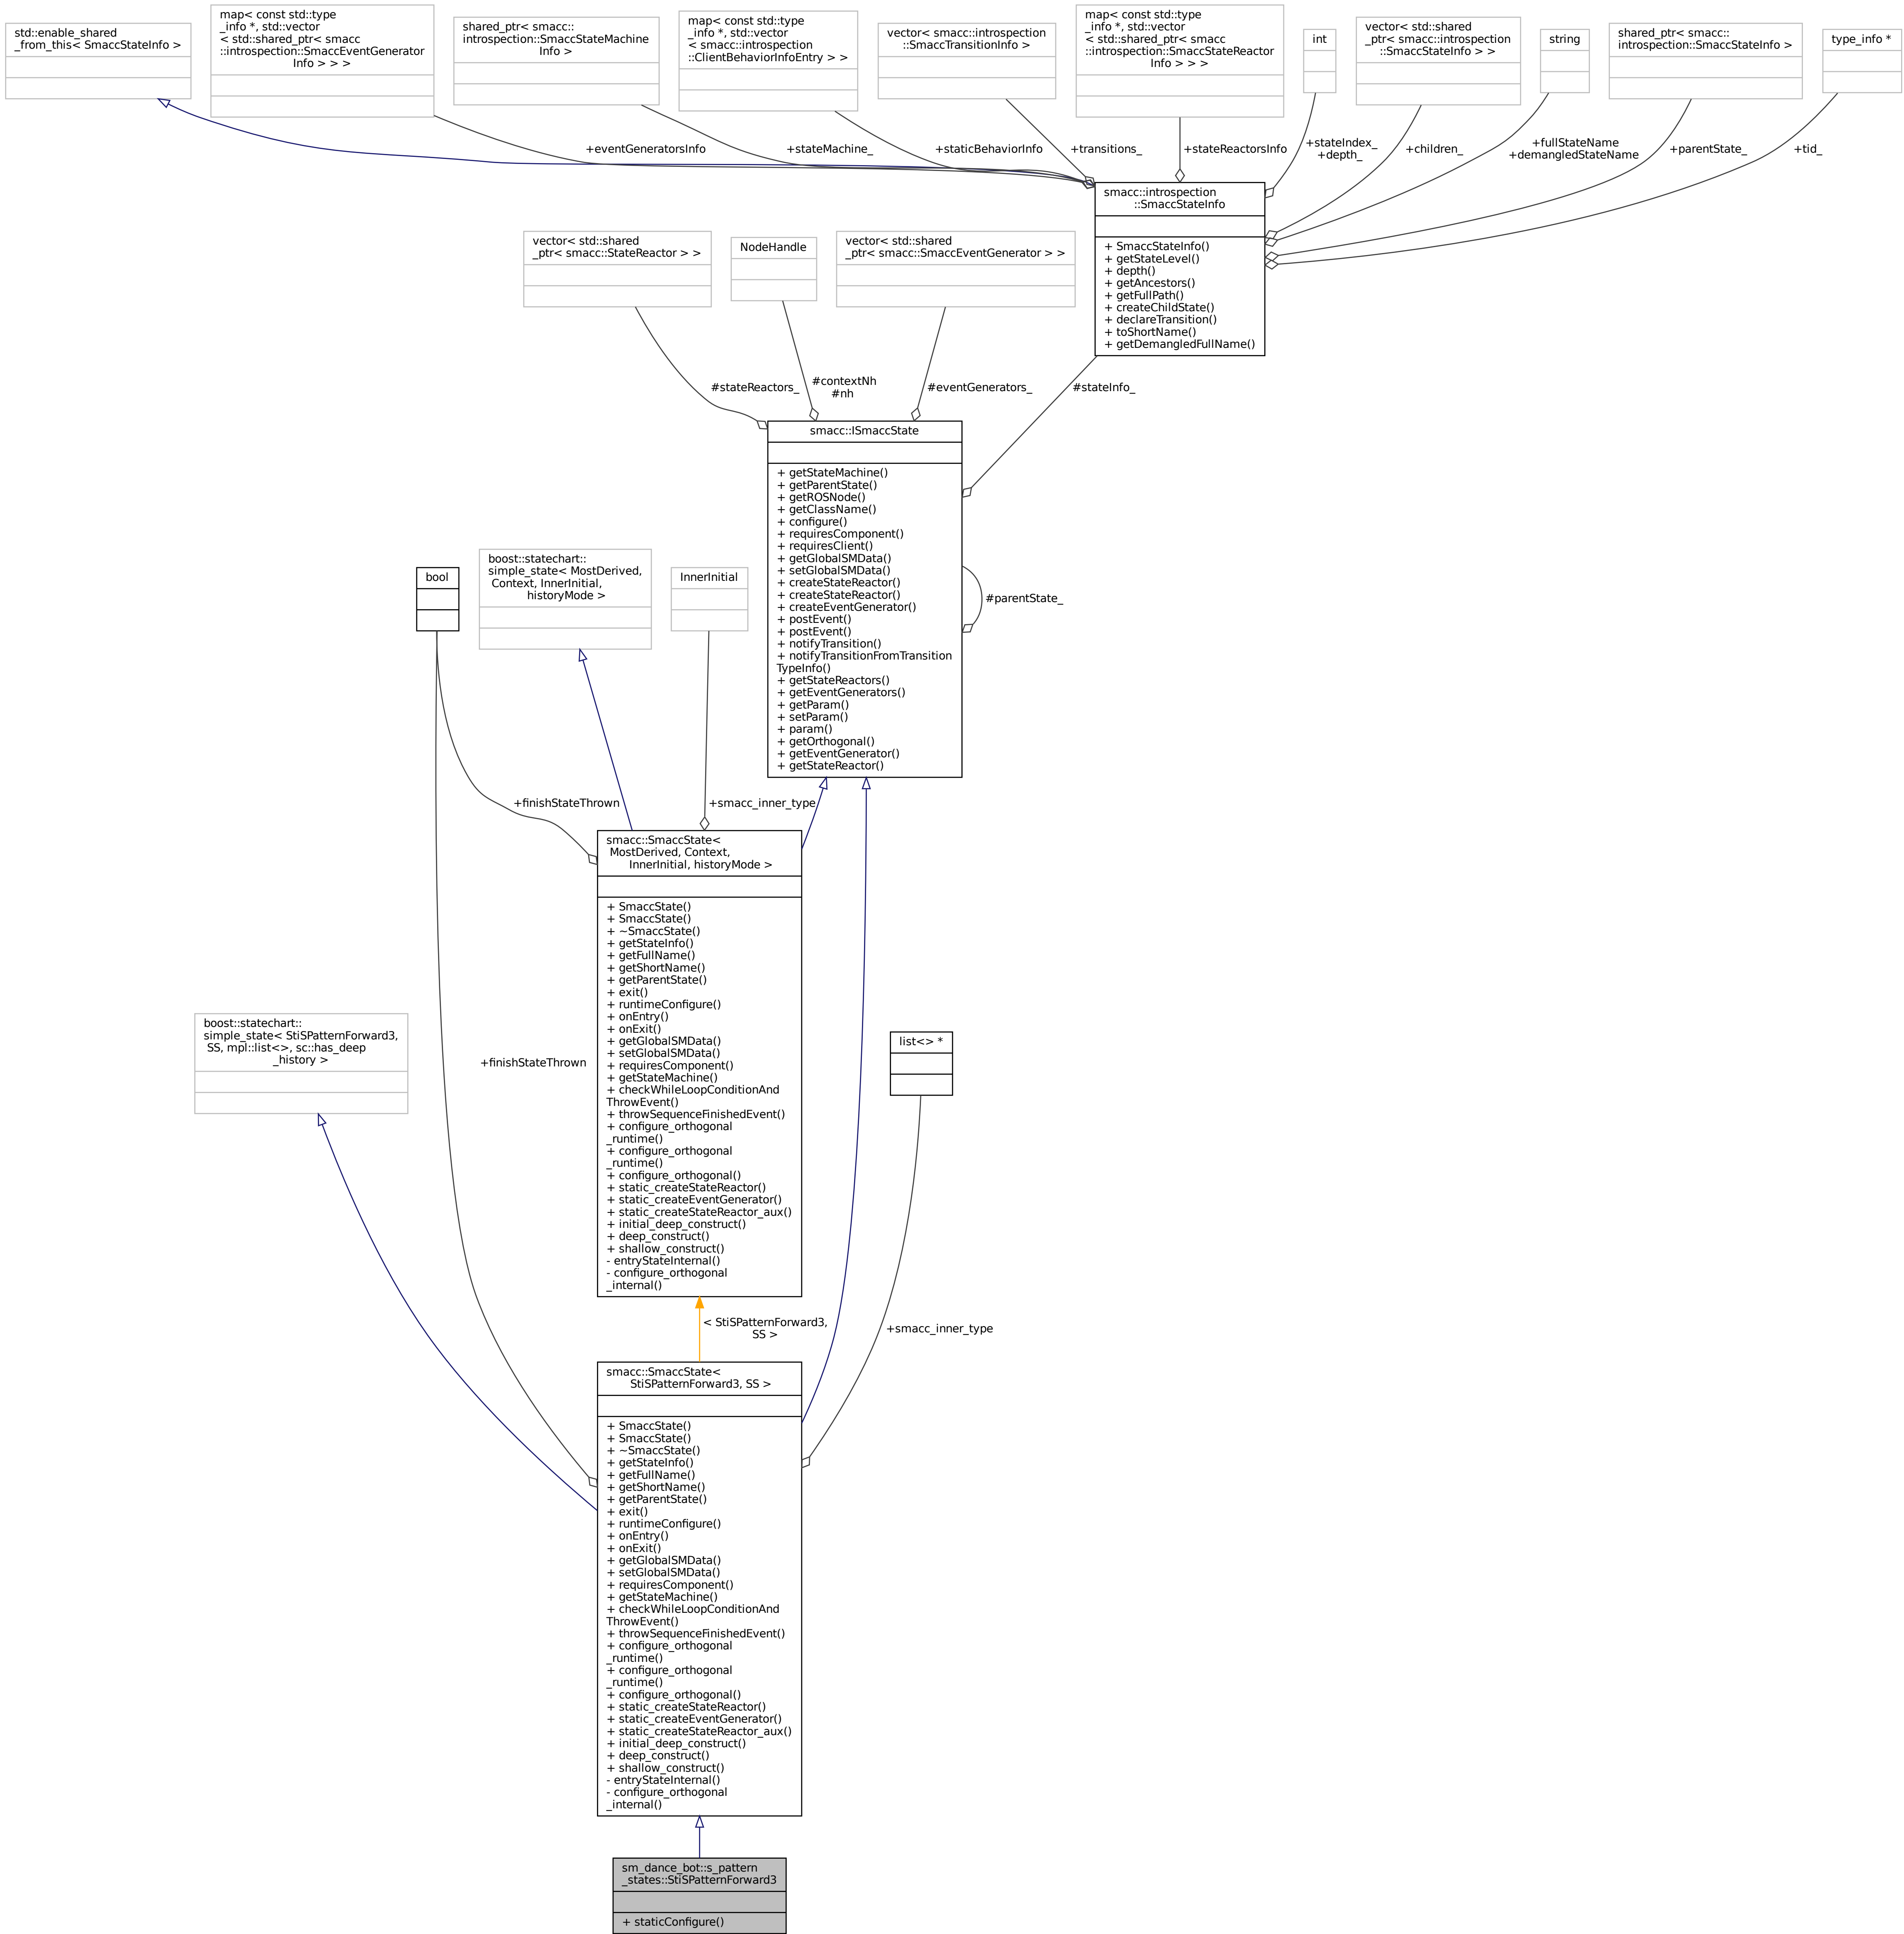 std::enable_shared
_from_this< SmaccStateInfo >
map< const std::type
_info *, std::vector
< std::shared_ptr< smacc
::introspection::SmaccEventGenerator
Info > > >
shared_ptr< smacc::
introspection::SmaccStateMachine
Info >
map< const std::type
_info *, std::vector
< smacc::introspection
::ClientBehaviorInfoEntry > >
vector< smacc::introspection
::SmaccTransitionInfo >
map< const std::type
_info *, std::vector
< std::shared_ptr< smacc
::introspection::SmaccStateReactor
Info > > >
int
vector< std::shared
_ptr< smacc::introspection
::SmaccStateInfo > >
string
shared_ptr< smacc::
introspection::SmaccStateInfo >
type_info *
+eventGeneratorsInfo
+stateMachine_
+staticBehaviorInfo
+transitions_
+stateReactorsInfo
+stateIndex_
+depth_
+children_
+fullStateName
+demangledStateName
+parentState_
+tid_
smacc::introspection
::SmaccStateInfo
+ SmaccStateInfo()
+ getStateLevel()
+ depth()
+ getAncestors()
+ getFullPath()
+ createChildState()
+ declareTransition()
+ toShortName()
+ getDemangledFullName()
vector< std::shared
_ptr< smacc::StateReactor > >
NodeHandle
vector< std::shared
_ptr< smacc::SmaccEventGenerator > >
#stateReactors_
#contextNh
#nh
#eventGenerators_
#stateInfo_
smacc::ISmaccState
+ getStateMachine()
+ getParentState()
+ getROSNode()
+ getClassName()
+ configure()
+ requiresComponent()
+ requiresClient()
+ getGlobalSMData()
+ setGlobalSMData()
+ createStateReactor()
+ createStateReactor()
+ createEventGenerator()
+ postEvent()
+ postEvent()
+ notifyTransition()
+ notifyTransitionFromTransition
TypeInfo()
+ getStateReactors()
+ getEventGenerators()
+ getParam()
+ setParam()
+ param()
+ getOrthogonal()
+ getEventGenerator()
+ getStateReactor()
#parentState_
bool
boost::statechart::
simple_state< MostDerived,
Context, InnerInitial,
historyMode >
InnerInitial
+finishStateThrown
+smacc_inner_type
smacc::SmaccState<
MostDerived, Context,
InnerInitial, historyMode >
+ SmaccState()
+ SmaccState()
+ ~SmaccState()
+ getStateInfo()
+ getFullName()
+ getShortName()
+ getParentState()
+ exit()
+ runtimeConfigure()
+ onEntry()
+ onExit()
+ getGlobalSMData()
+ setGlobalSMData()
+ requiresComponent()
+ getStateMachine()
+ checkWhileLoopConditionAnd
ThrowEvent()
+ throwSequenceFinishedEvent()
+ configure_orthogonal
_runtime()
+ configure_orthogonal
_runtime()
+ configure_orthogonal()
+ static_createStateReactor()
+ static_createEventGenerator()
+ static_createStateReactor_aux()
+ initial_deep_construct()
+ deep_construct()
+ shallow_construct()
- entryStateInternal()
- configure_orthogonal
_internal()
boost::statechart::
simple_state< StiSPatternForward3,
SS, mpl::list<>, sc::has_deep
_history >
+finishStateThrown
list<> *
< StiSPatternForward3,
SS >
+smacc_inner_type
smacc::SmaccState<
StiSPatternForward3, SS >
+ SmaccState()
+ SmaccState()
+ ~SmaccState()
+ getStateInfo()
+ getFullName()
+ getShortName()
+ getParentState()
+ exit()
+ runtimeConfigure()
+ onEntry()
+ onExit()
+ getGlobalSMData()
+ setGlobalSMData()
+ requiresComponent()
+ getStateMachine()
+ checkWhileLoopConditionAnd
ThrowEvent()
+ throwSequenceFinishedEvent()
+ configure_orthogonal
_runtime()
+ configure_orthogonal
_runtime()
+ configure_orthogonal()
+ static_createStateReactor()
+ static_createEventGenerator()
+ static_createStateReactor_aux()
+ initial_deep_construct()
+ deep_construct()
+ shallow_construct()
- entryStateInternal()
- configure_orthogonal
_internal()
sm_dance_bot::s_pattern
_states::StiSPatternForward3
+ staticConfigure()